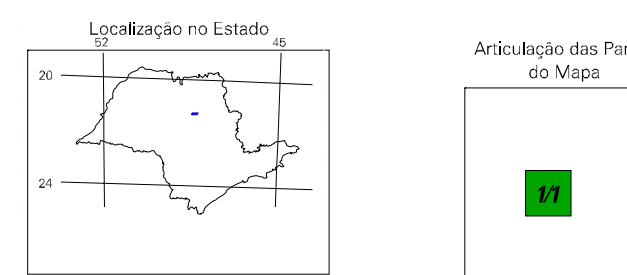 Localização no Estado
52 45
20
24
Articulação das Par
do Mapa
1/1